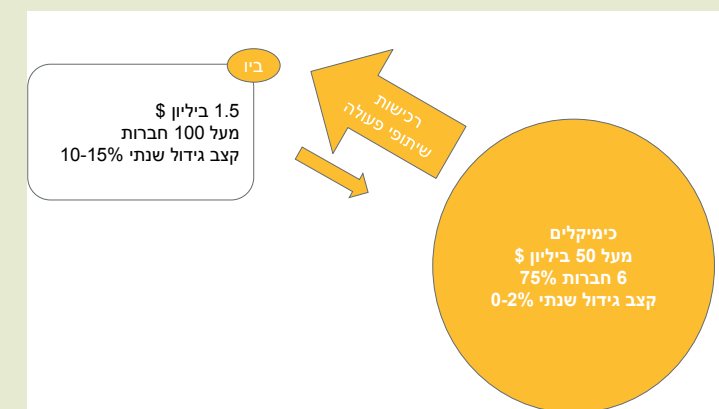 ביו
1.5 ביליון $
מעל 100 חברות
קצב גידול שנתי 10-15%
רכישות
שיתופי פעולה
כימיקלים
מעל 50 ביליון $
6 חברות 75%
קצב גידול שנתי 0-2%